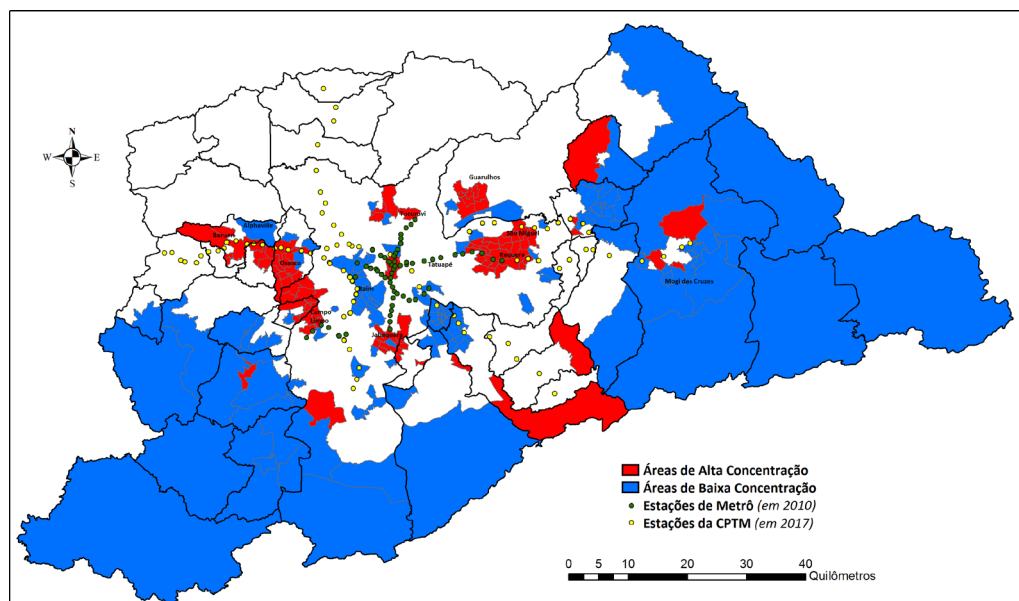 N
W E
S
Guarulhos
Tucuruvi
Alphaville
Barueri
São Miguel
Osasco
Itaquera
Tatuapé
Mogi das Cruzes
Campo
Limpo
Jabaquara
Áreas de Alta Concentração
Áreas de Baixa Concentração
Estações de Metrô (em 2010)
Estações da CPTM (em 2017)
0 5 10 20 30 40
Quilômetros